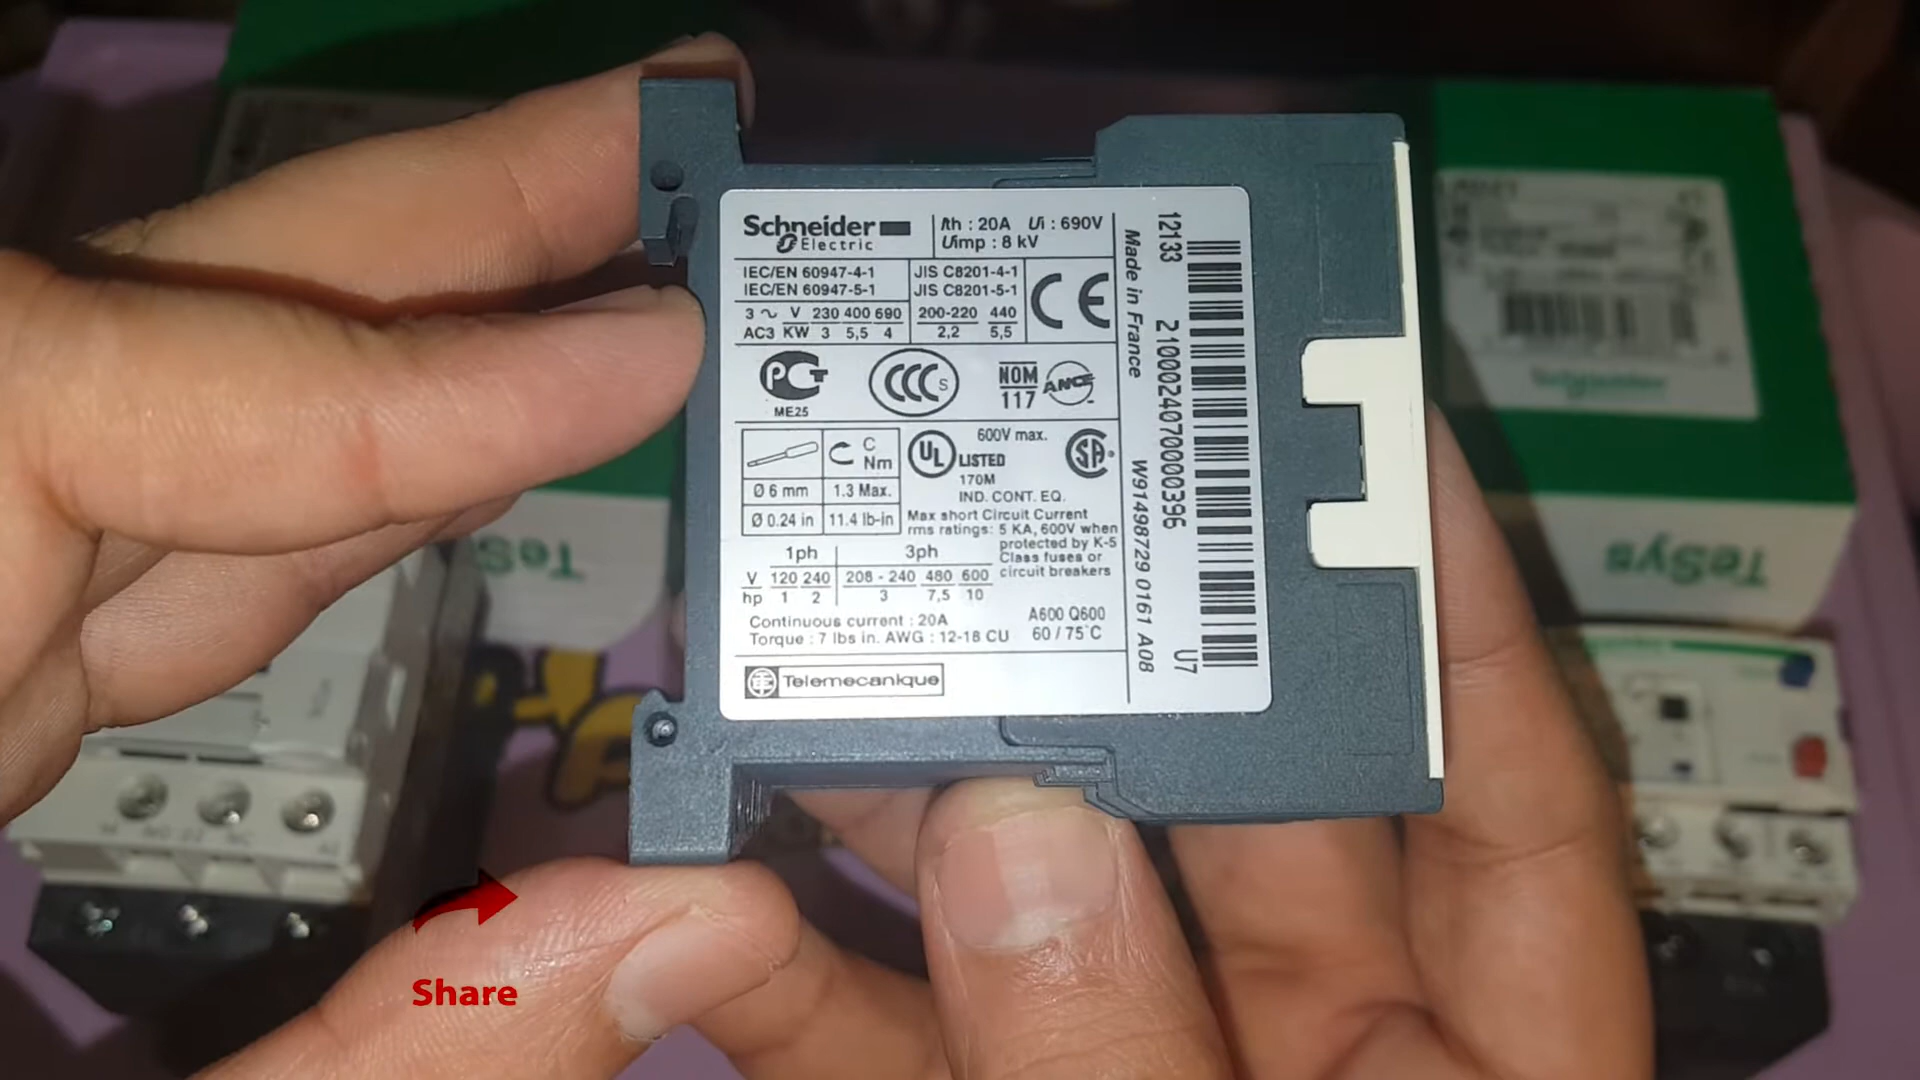 Schneider
Electric
Ith : 20A Ui : 690V
Uimp : 8 kV
IEC/EN 60947-4-1
IEC/EN 60947-5-1
JIS C8201-4-1
JIS C8201-5-1
3 ~ V 230 400 690
AC3 KW 3 5,5 4
200-220 440
2,2 5,5
CE
PCT
ME25
CCC S
NOM
117
ANCE
C
Nm
Ø 6 mm 1.3 Max.
Ø 0.24 in 11.4 lb-in
UL LISTED
170M
600V max.
SA
IND. CONT. EQ.
Max short Circuit Current
rms ratings: 5 KA, 600V when
protected by K-5
Class fuses or
circuit breakers
1ph 3ph
V 120 240 208 - 240 480 600
hp 1 2 3 7,5 10
Continuous current : 20A
Torque : 7 lbs in. AWG : 12-18 CU
A600 Q600
60 / 75°C
Telemecanique
Made in France
W91498729 0161 A08
12133 21000240700000396 U7
TeSys
Share